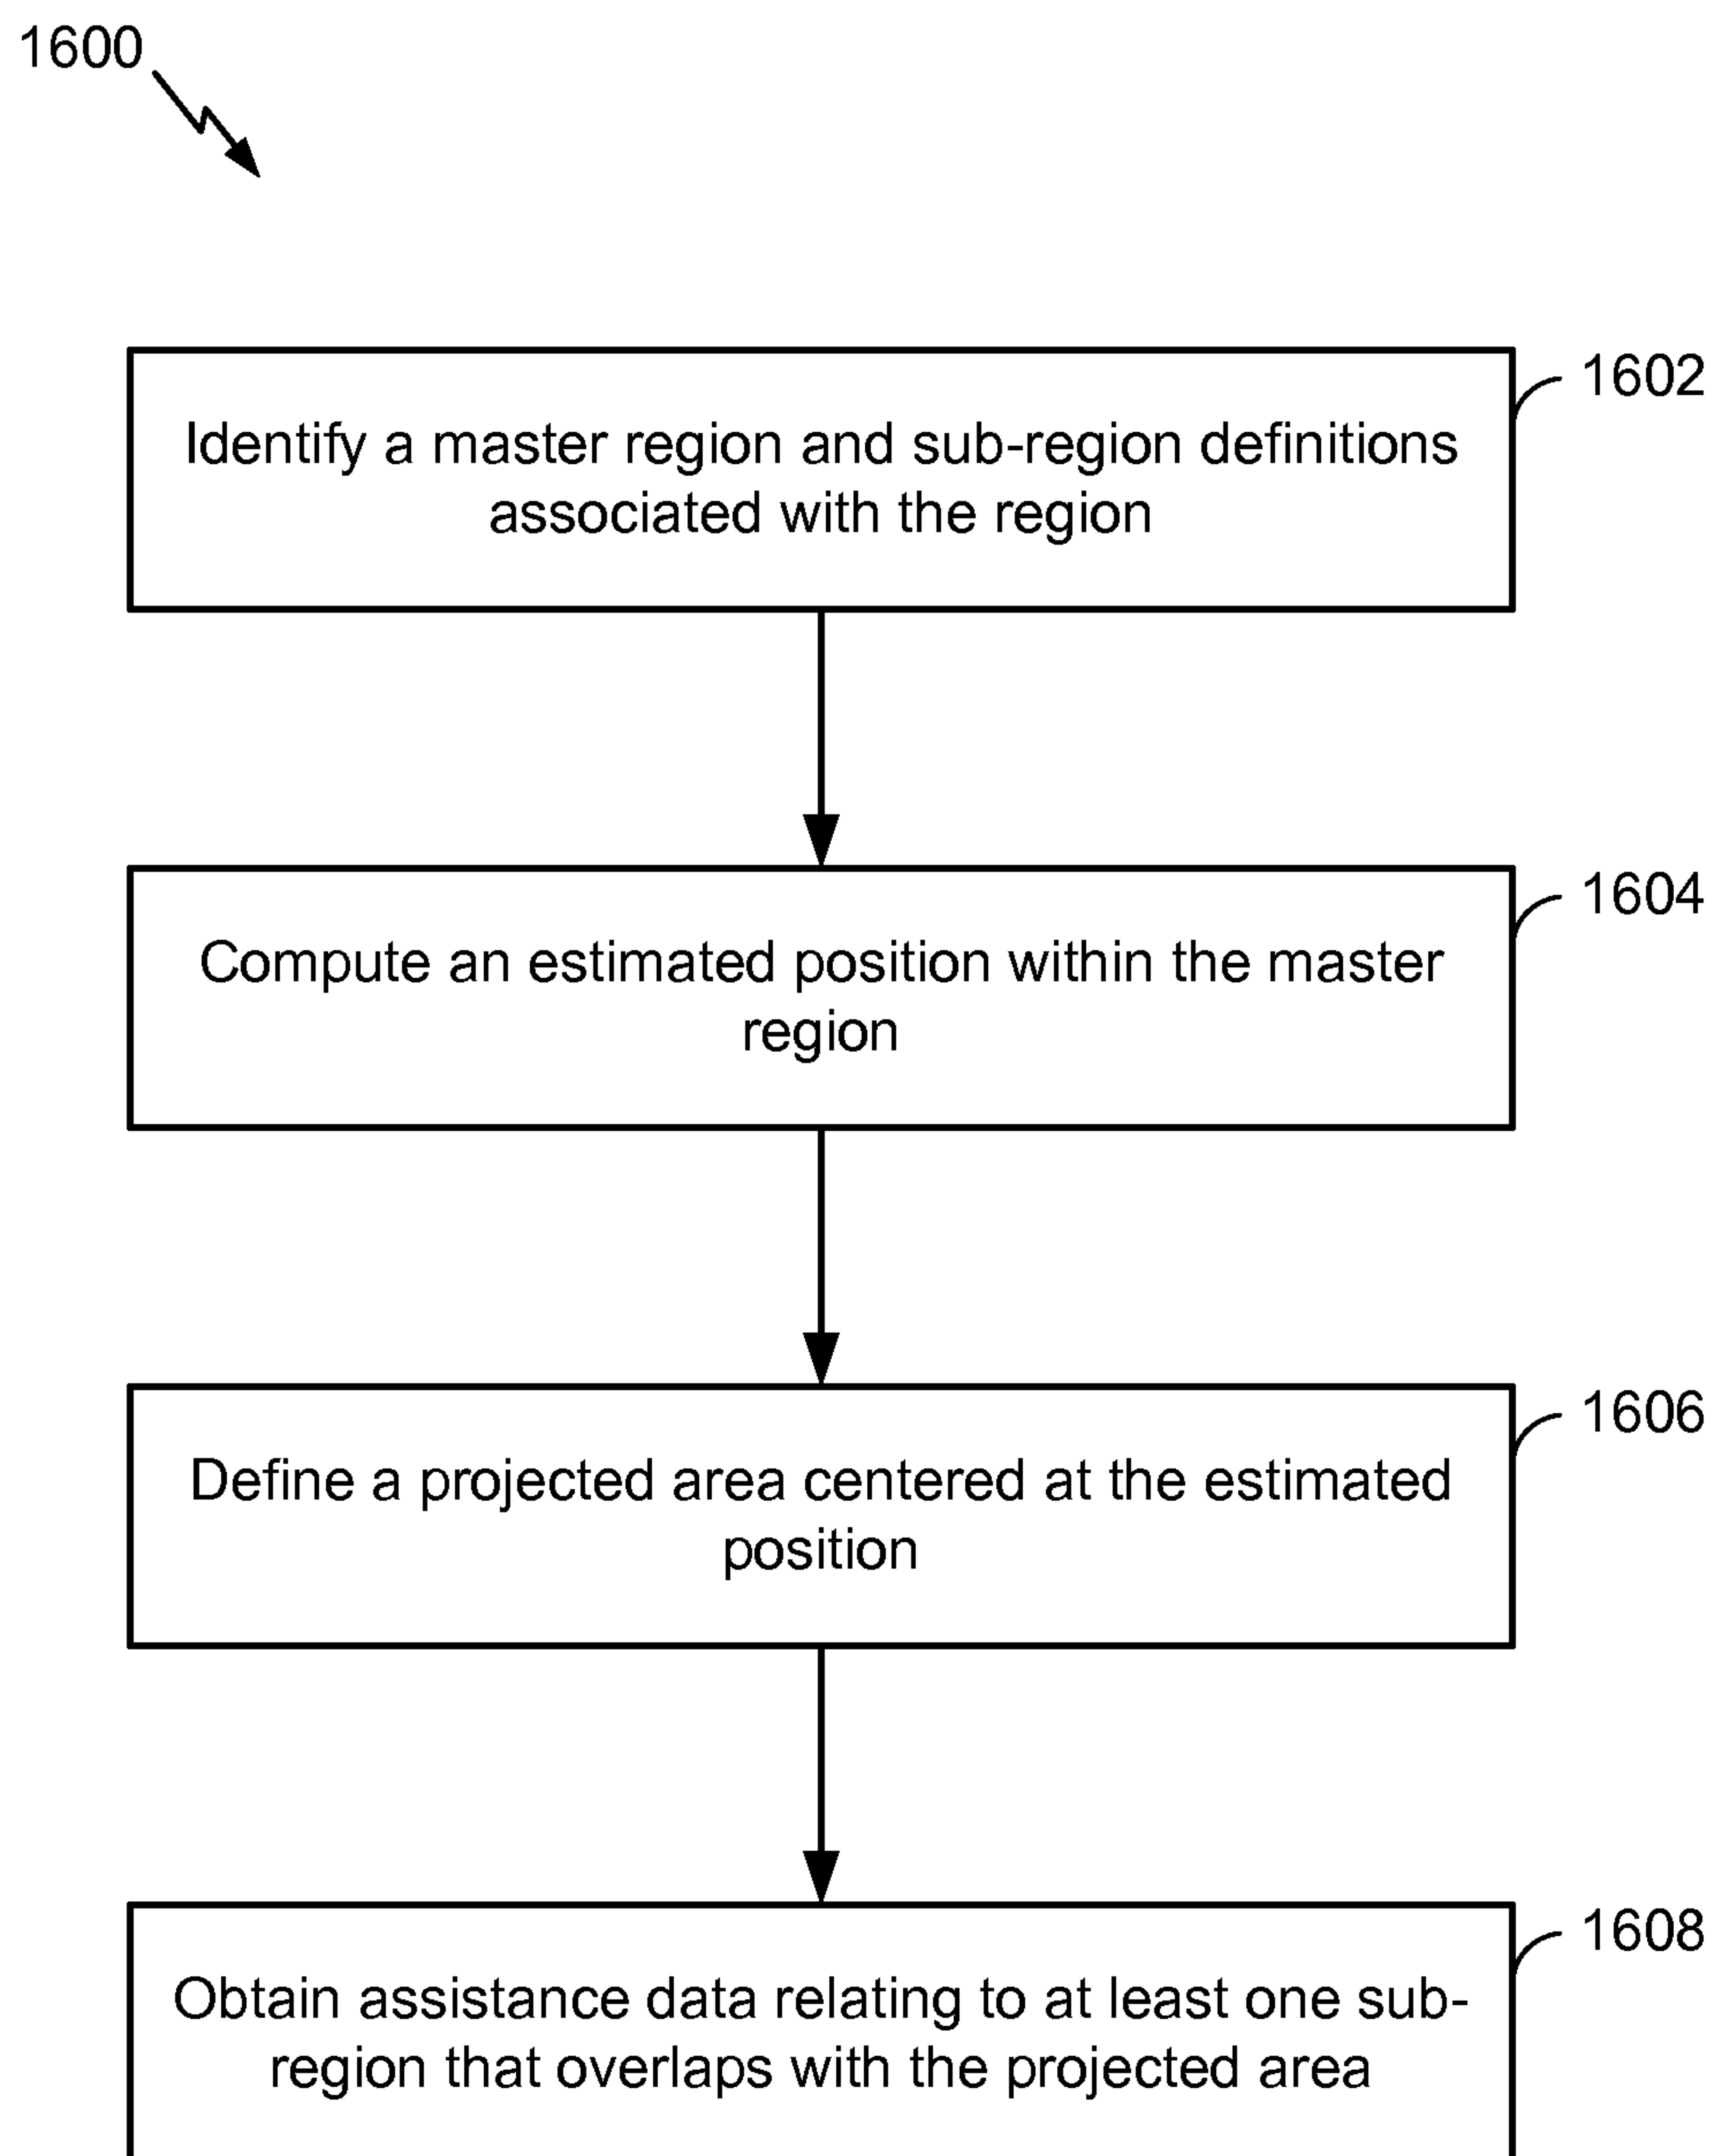 1600
1602
Identify a master region and sub-region definitions
associated with the region
1604
Compute an estimated position within the master
region
1606
Define a projected area centered at the estimated
position
1608
Obtain assistance data relating to at least one sub-
region that overlaps with the projected area